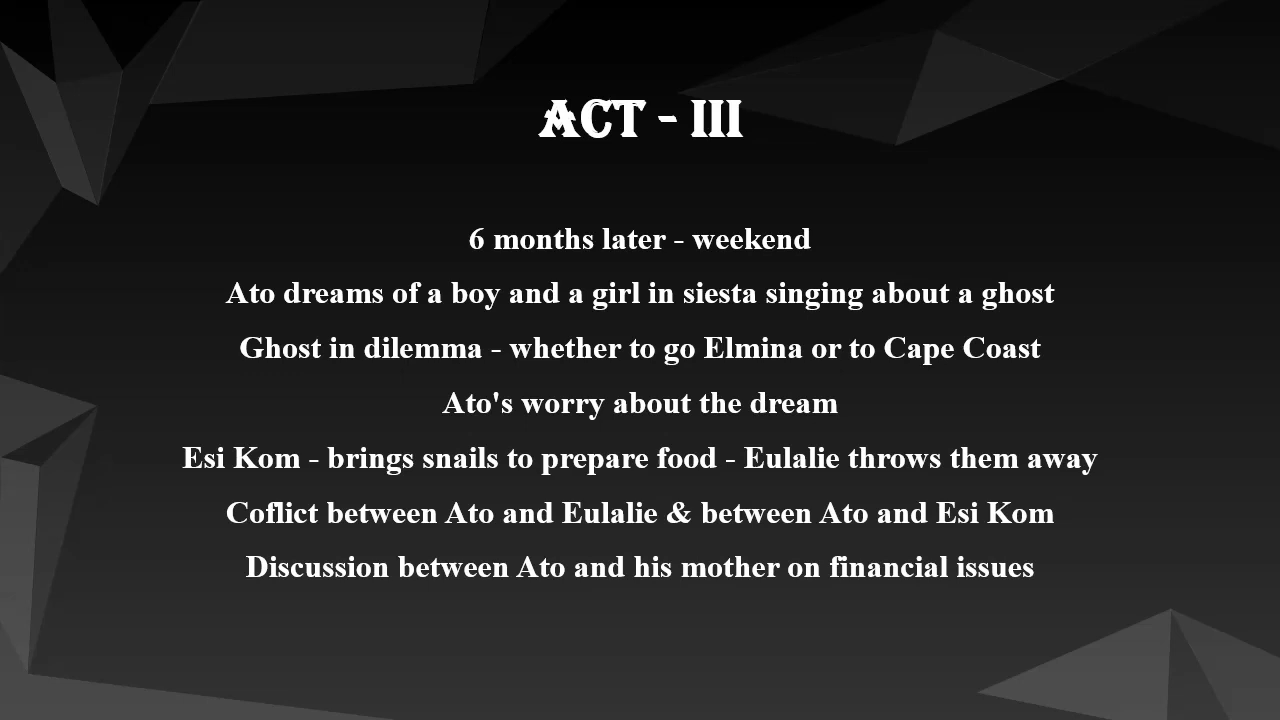 ACT - III
6 months later - weekend
Ato dreams of a boy and a girl in siesta singing about a ghost
Ghost in dilemma - whether to go Elmina or to Cape Coast
Ato's worry about the dream
Esi Kom - brings snails to prepare food - Eulalie throws them away
Coflict between Ato and Eulalie & between Ato and Esi Kom
Discussion between Ato and his mother on financial issues